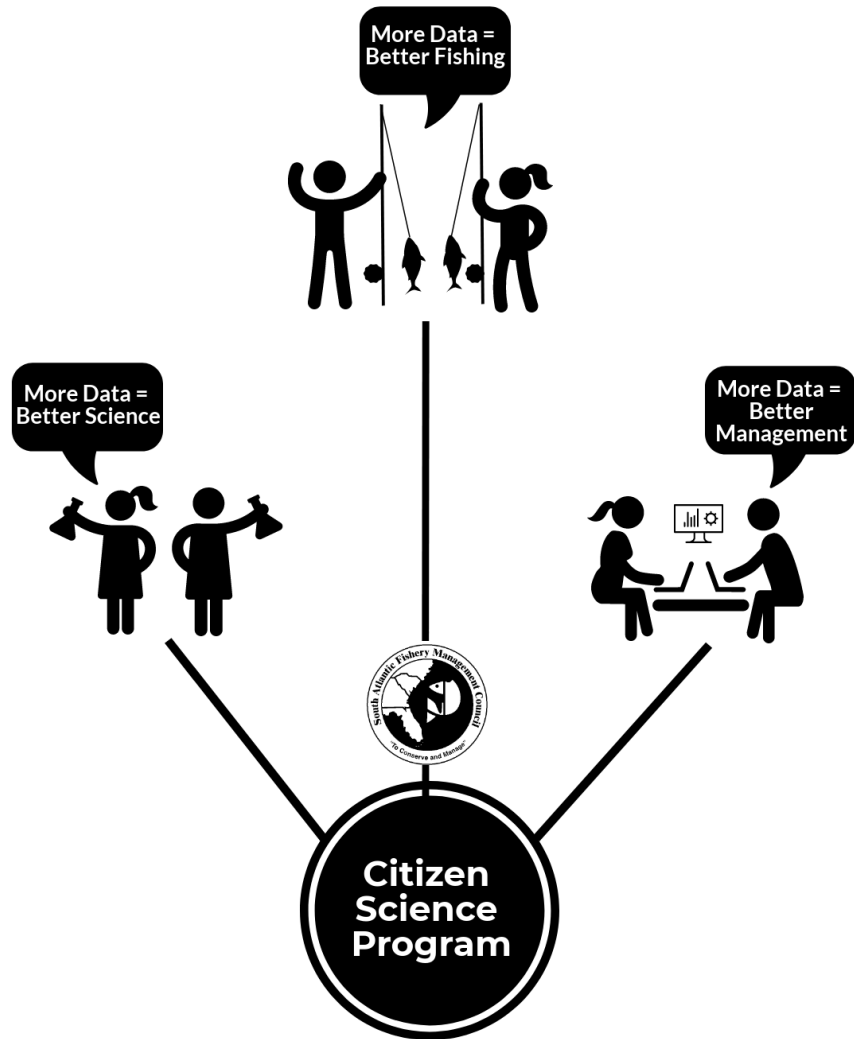 More Data =
Better Fishing
More Data =
Better Science
More Data =
Better
Management
South Atlantic Fishery Management Council
"To Conserve and Manage"
Citizen
Science
Program